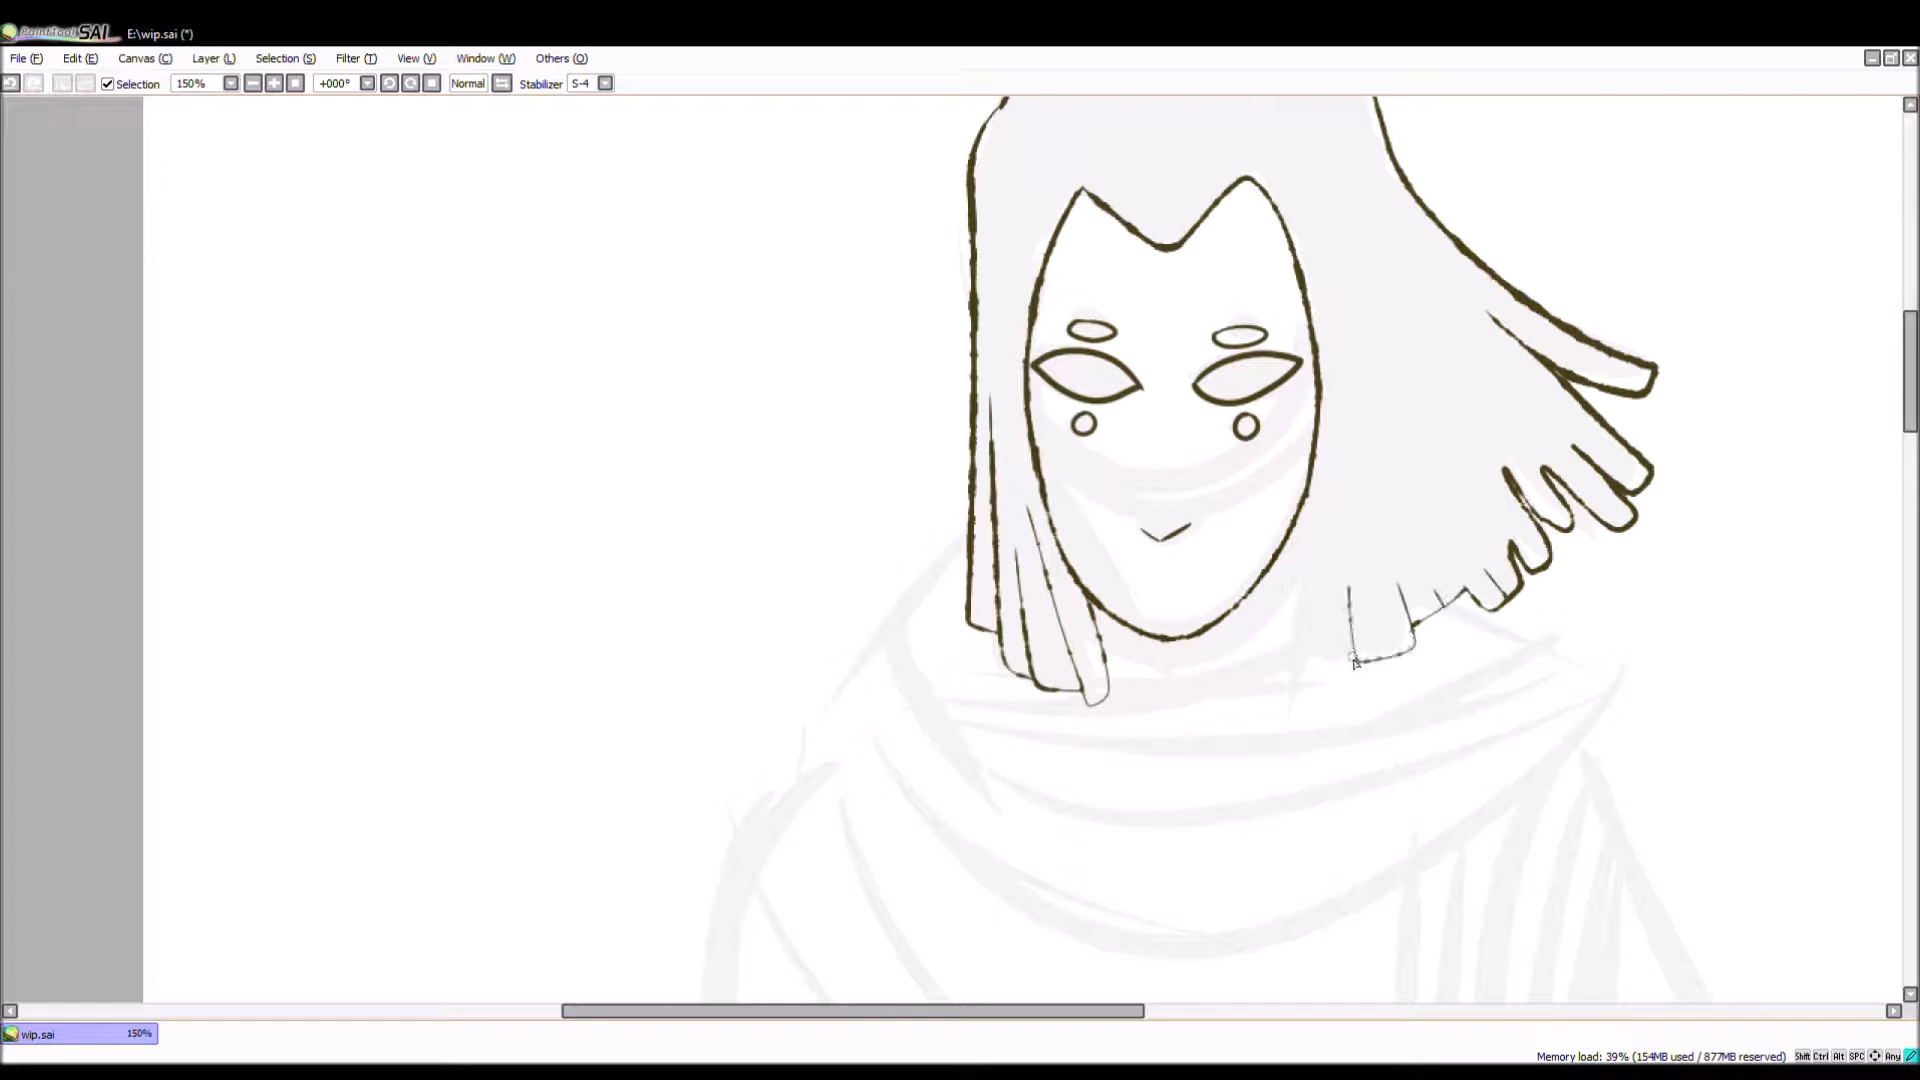 PaintTool SAI E:\wip.sai (*)
File (F) Edit (E) Canvas (C) Layer (L) Selection (S) Filter (T) View (V) Window (W) Others (O)
Selection 150% +000° Normal Stabilizer S-4
wip.sai 150%
Memory load: 39% (154MB used / 877MB reserved) Shift Ctrl Alt SPC Any